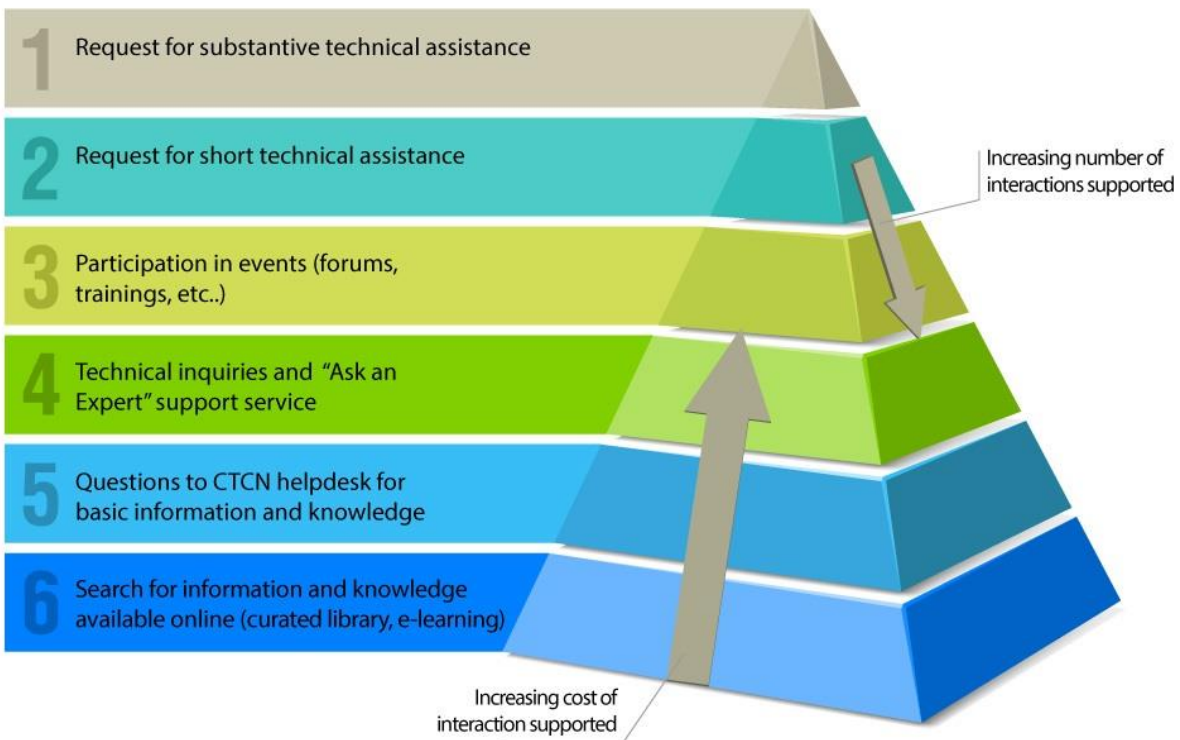 1
Request for substantive technical assistance
2
Request for short technical assistance
Increasing number of
interactions supported
3
Participation in events (forums,
trainings, etc..)
4
Technical inquiries and “Ask an
Expert” support service
5
Questions to CTCN helpdesk for
basic information and knowledge
6
Search for information and knowledge
available online (curated library, e-learning)
Increasing cost of
interaction supported